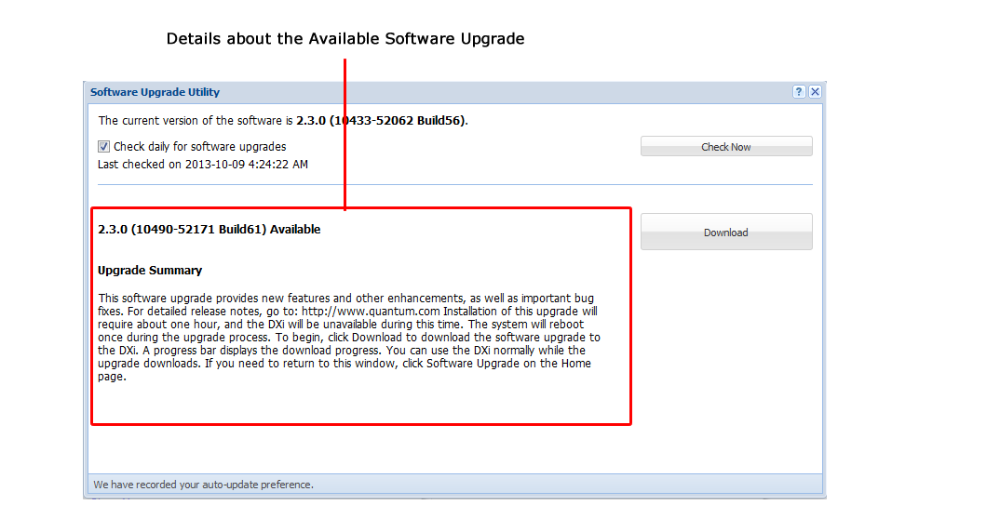 Details about the Available Software Upgrade
Software Upgrade Utility
The current version of the software is 2.3.0 (10433-52062 Build56).
Check daily for software upgrades
Check Now
Last checked on 2013-10-09 4:24:22 AM
2.3.0 (10490-52171 Build61) Available
Download
Upgrade Summary
This software upgrade provides new features and other enhancements, as well as important bug
fixes. For detailed release notes, go to: http://www.quantum.com Installation of this upgrade will
require about one hour, and the DXi will be unavailable during this time. The system will reboot
once during the upgrade process. To begin, click Download to download the software upgrade to
the DXi. A progress bar displays the download progress. You can use the DXi normally while the
upgrade downloads. If you need to return to this window, click Software Upgrade on the Home
page.
We have recorded your auto-update preference.